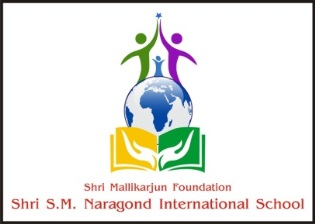 Shri Mallikarjun Foundation
Shri S.M. Naragond International School